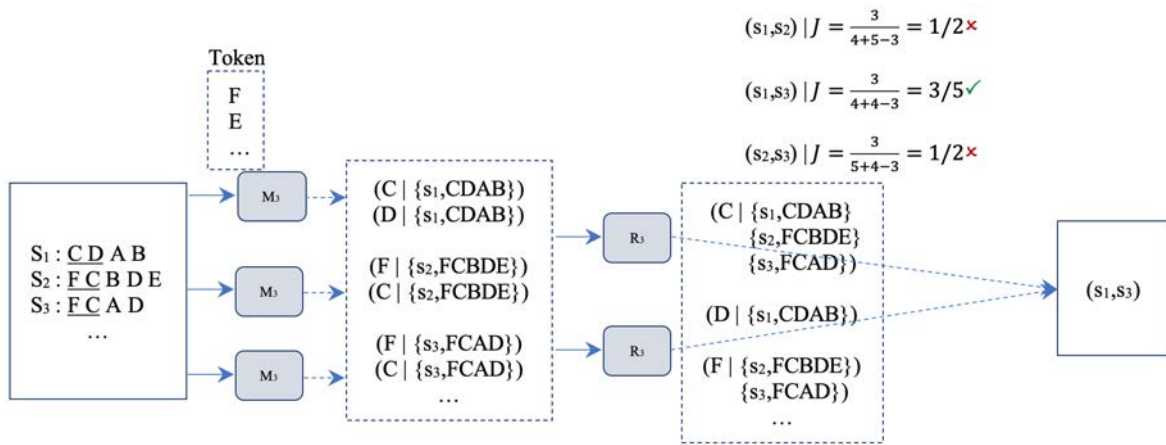 (s₁,s₂) | J = 3/(4+5−3) = 1/2 ×
(s₁,s₃) | J = 3/(4+4−3) = 3/5 ✓
(s₂,s₃) | J = 3/(5+4−3) = 1/2 ×
Token
F
E
…
S₁ : C D A B
S₂ : F C B D E
S₃ : F C A D
…
M₃
M₃
M₃
(C | {s₁,CDAB})
(D | {s₁,CDAB})
(F | {s₂,FCBDE})
(C | {s₂,FCBDE})
(F | {s₃,FCAD})
(C | {s₃,FCAD})
…
R₃
R₃
(C | {s₁,CDAB}
{s₂,FCBDE}
{s₃,FCAD})
(D | {s₁,CDAB})
(F | {s₂,FCBDE})
{s₃,FCAD})
…
(s₁,s₃)